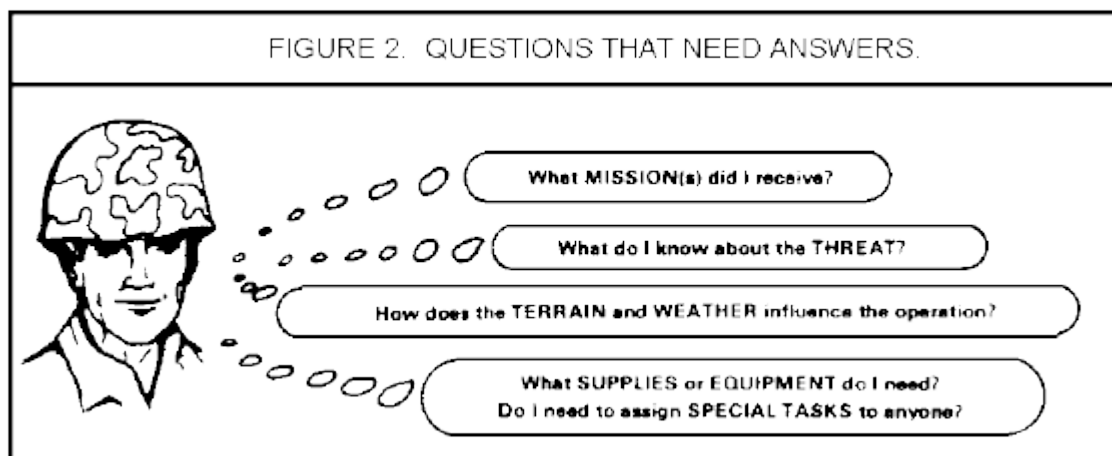 FIGURE 2. QUESTIONS THAT NEED ANSWERS.
What MISSION(s) did I receive?
What do I know about the THREAT?
How does the TERRAIN and WEATHER influence the operation?
What SUPPLIES or EQUIPMENT do I need?
Do I need to assign SPECIAL TASKS to anyone?